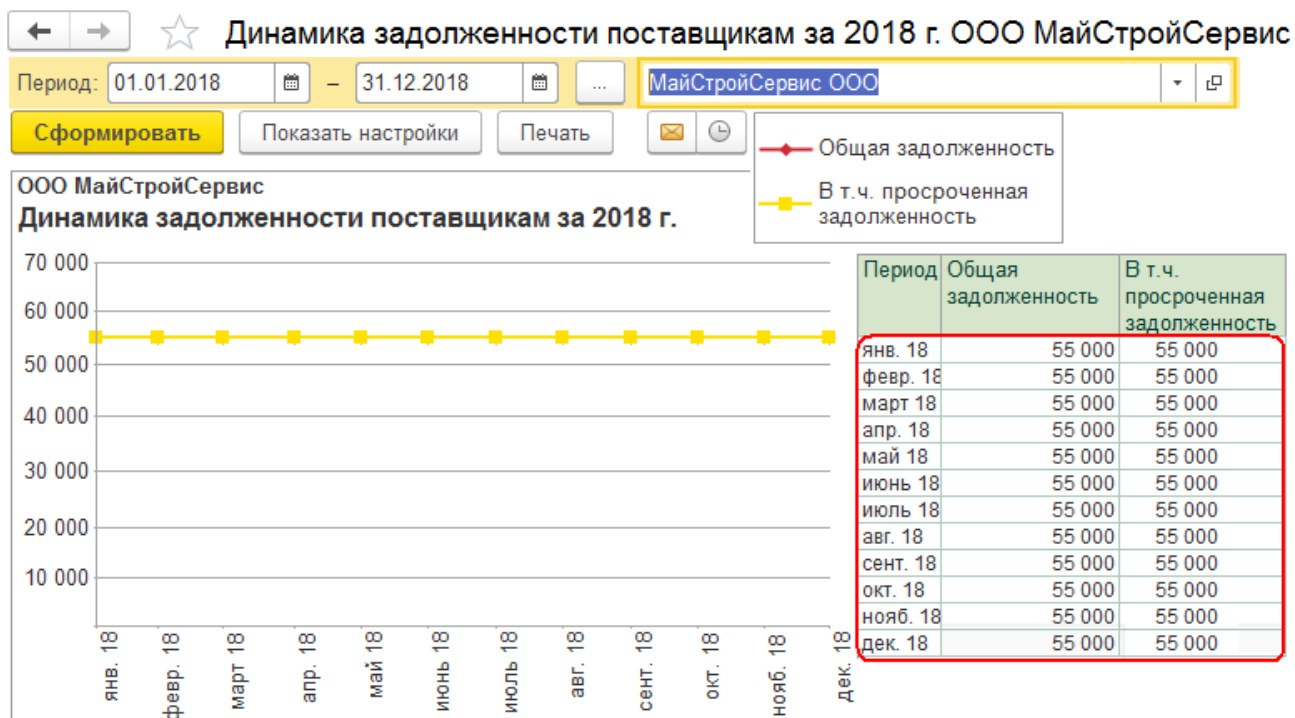 Динамика задолженности поставщикам за 2018 г. ООО МайСтройСервис
Период: 01.01.2018 – 31.12.2018 ... МайСтройСервис ООО
Сформировать Показать настройки Печать
Общая задолженность
В т.ч. просроченная
задолженность
ООО МайСтройСервис
Динамика задолженности поставщикам за 2018 г.
70 000
60 000
50 000
40 000
30 000
20 000
10 000
янв. 18
февр. 18
март 18
апр. 18
май 18
июнь 18
июль 18
авг. 18
сент. 18
окт. 18
нояб. 18
дек. 18
Период Общая В т.ч.
задолженность просроченная
задолженность
янв. 18 55 000 55 000
февр. 18 55 000 55 000
март 18 55 000 55 000
апр. 18 55 000 55 000
май 18 55 000 55 000
июнь 18 55 000 55 000
июль 18 55 000 55 000
авг. 18 55 000 55 000
сент. 18 55 000 55 000
окт. 18 55 000 55 000
нояб. 18 55 000 55 000
дек. 18 55 000 55 000